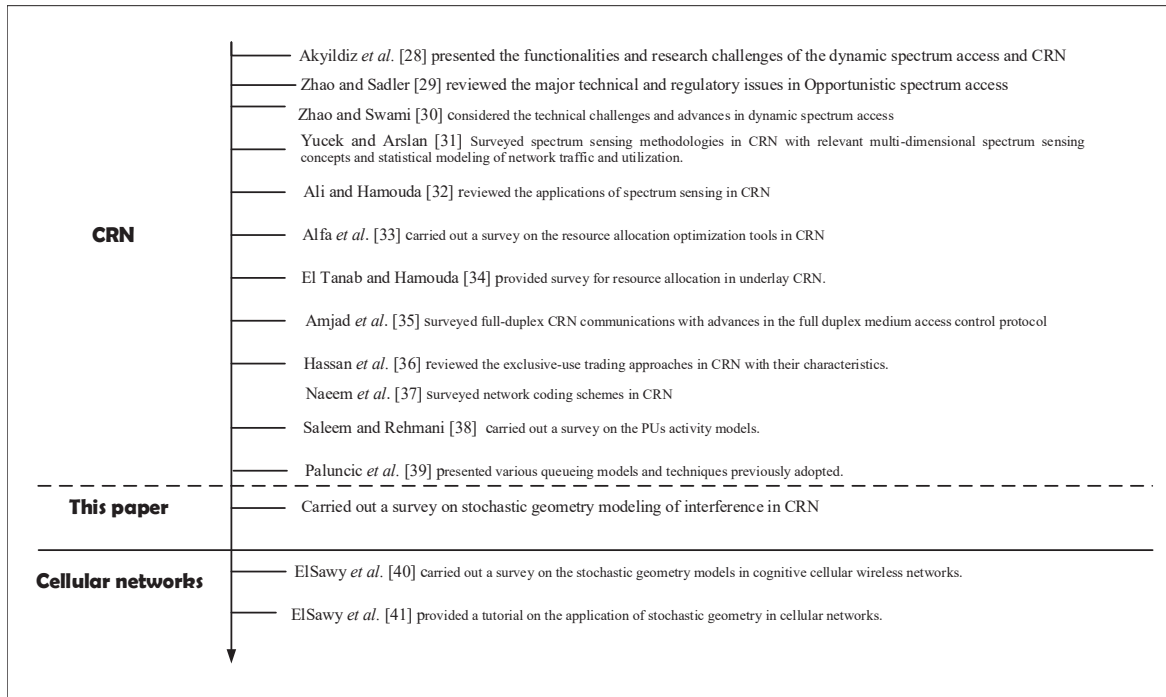 Akyildiz et al. [28] presented the functionalities and research challenges of the dynamic spectrum access and CRN
Zhao and Sadler [29] reviewed the major technical and regulatory issues in Opportunistic spectrum access
Zhao and Swami [30] considered the technical challenges and advances in dynamic spectrum access
Yucek and Arslan [31] Surveyed spectrum sensing methodologies in CRN with relevant multi-dimensional spectrum sensing
concepts and statistical modeling of network traffic and utilization.
Ali and Hamouda [32] reviewed the applications of spectrum sensing in CRN
CRN
Alfa et al. [33] carried out a survey on the resource allocation optimization tools in CRN
El Tanab and Hamouda [34] provided survey for resource allocation in underlay CRN.
Amjad et al. [35] surveyed full-duplex CRN communications with advances in the full duplex medium access control protocol
Hassan et al. [36] reviewed the exclusive-use trading approaches in CRN with their characteristics.
Naeem et al. [37] surveyed network coding schemes in CRN
Saleem and Rehmani [38] carried out a survey on the PUs activity models.
Paluncic et al. [39] presented various queueing models and techniques previously adopted.
This paper
Carried out a survey on stochastic geometry modeling of interference in CRN
Cellular networks
ElSawy et al. [40] carried out a survey on the stochastic geometry models in cognitive cellular wireless networks.
ElSawy et al. [41] provided a tutorial on the application of stochastic geometry in cellular networks.